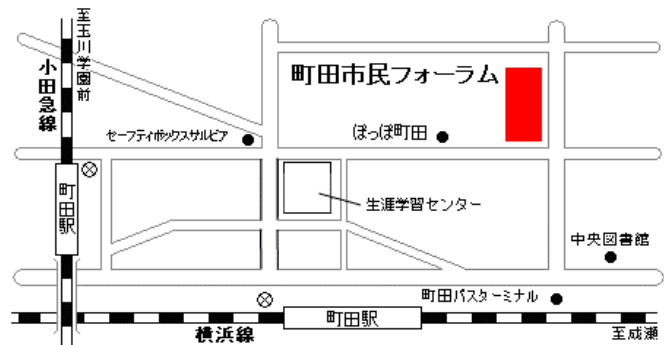 至玉川学園前
小田急線
町田市民フォーラム
セーフティボックスサルビア
ぽっぽ町田
町田駅
生涯学習センター
中央図書館
町田バスターミナル
横浜線
町田駅
至成瀬